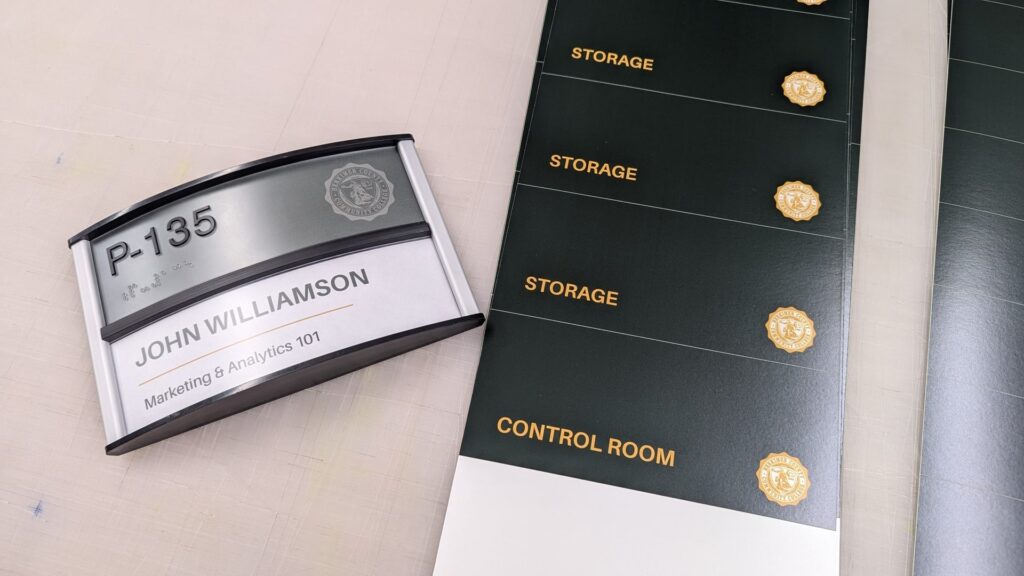 P-135
JOHN WILLIAMSON
Marketing & Analytics 101
STORAGE
STORAGE
STORAGE
CONTROL ROOM